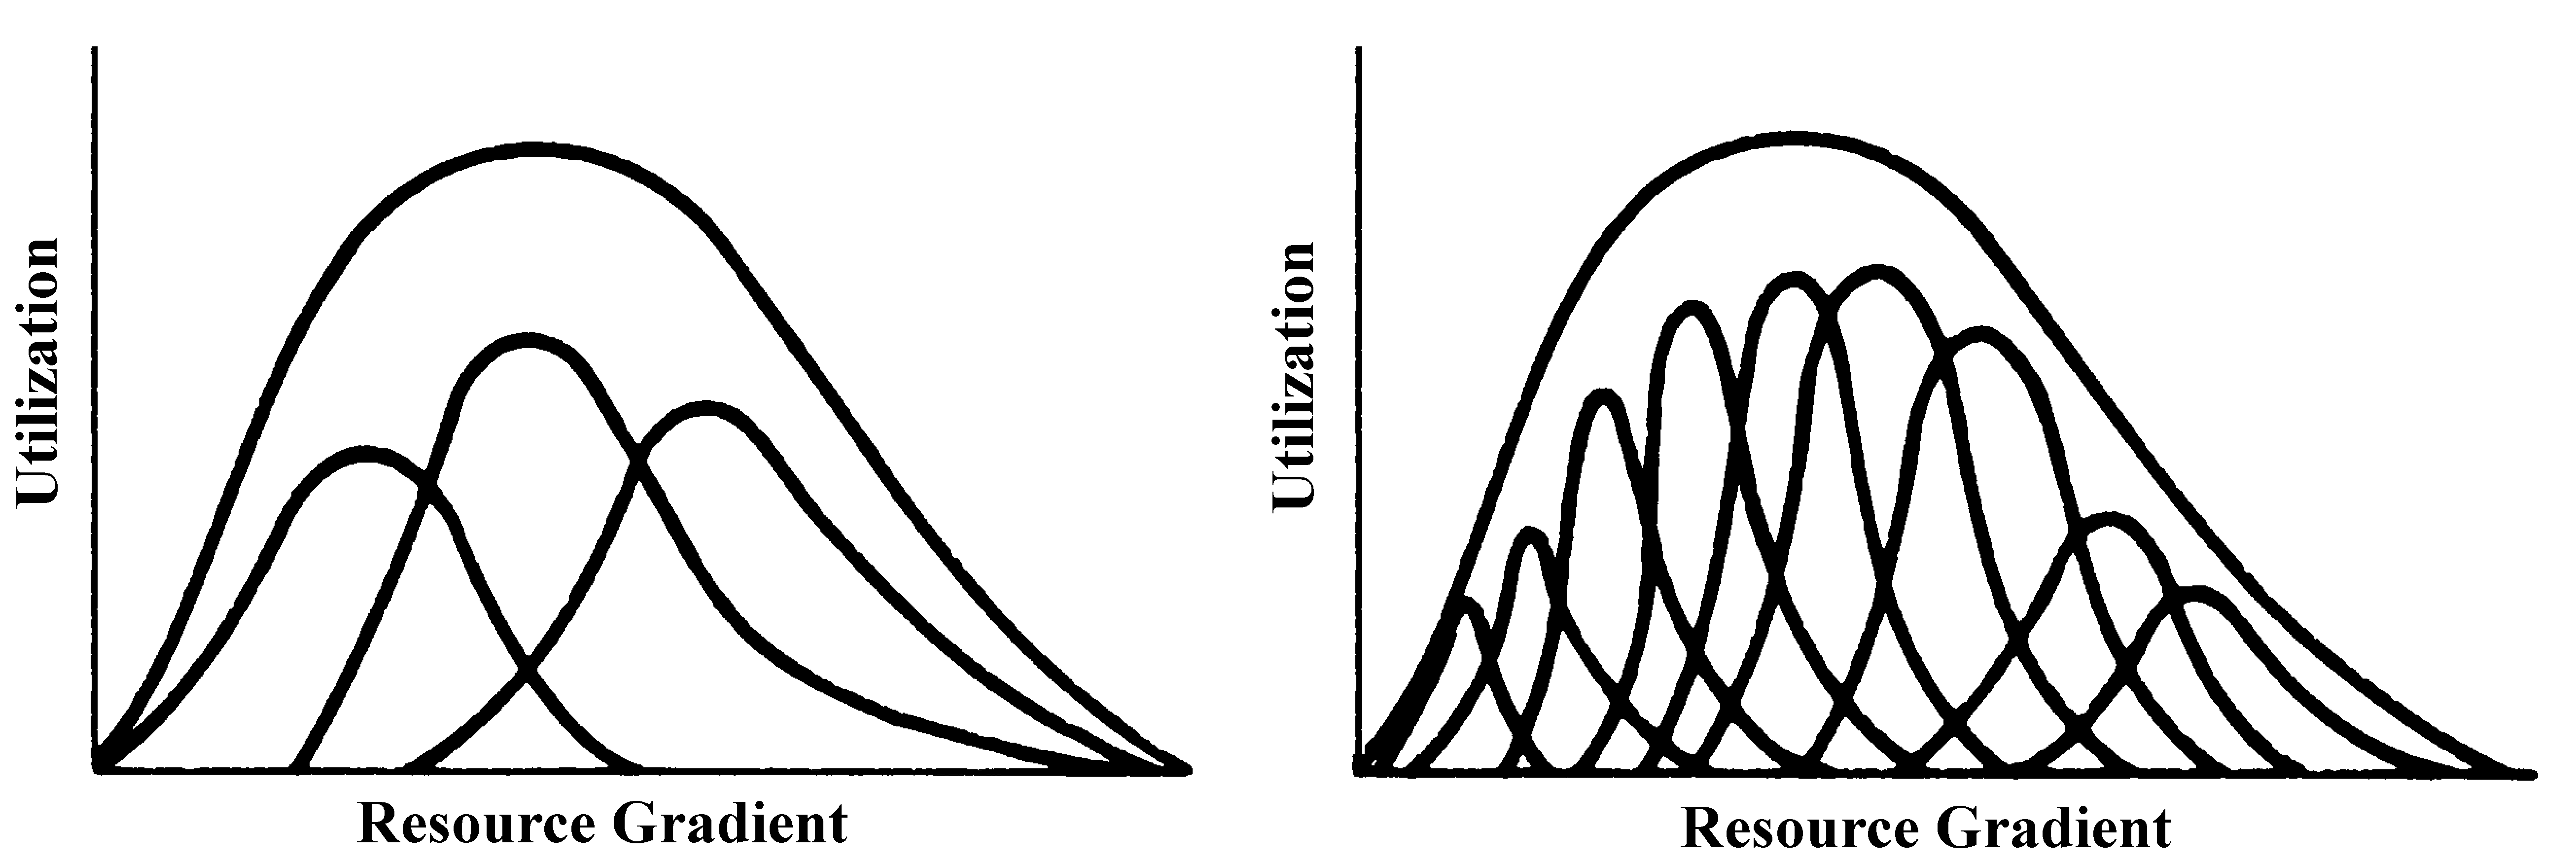 Utilization
Resource Gradient
Utilization
Resource Gradient